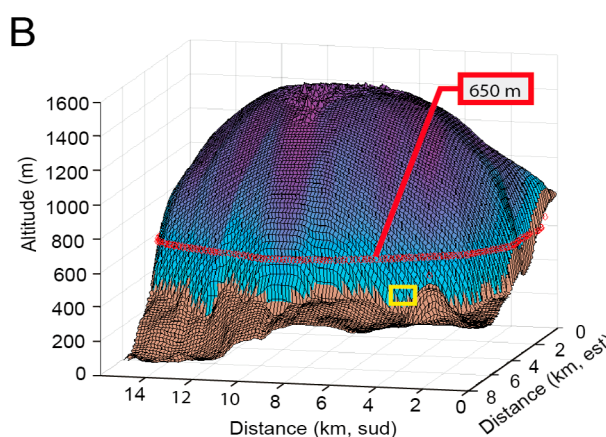 B
650 m
1600
1400
1200
1000
800
600
400
200
0
Altitude (m)
14 12 10 8 6 4 2 0
Distance (km, sud)
0
2
4
6
8
Distance (km, est)